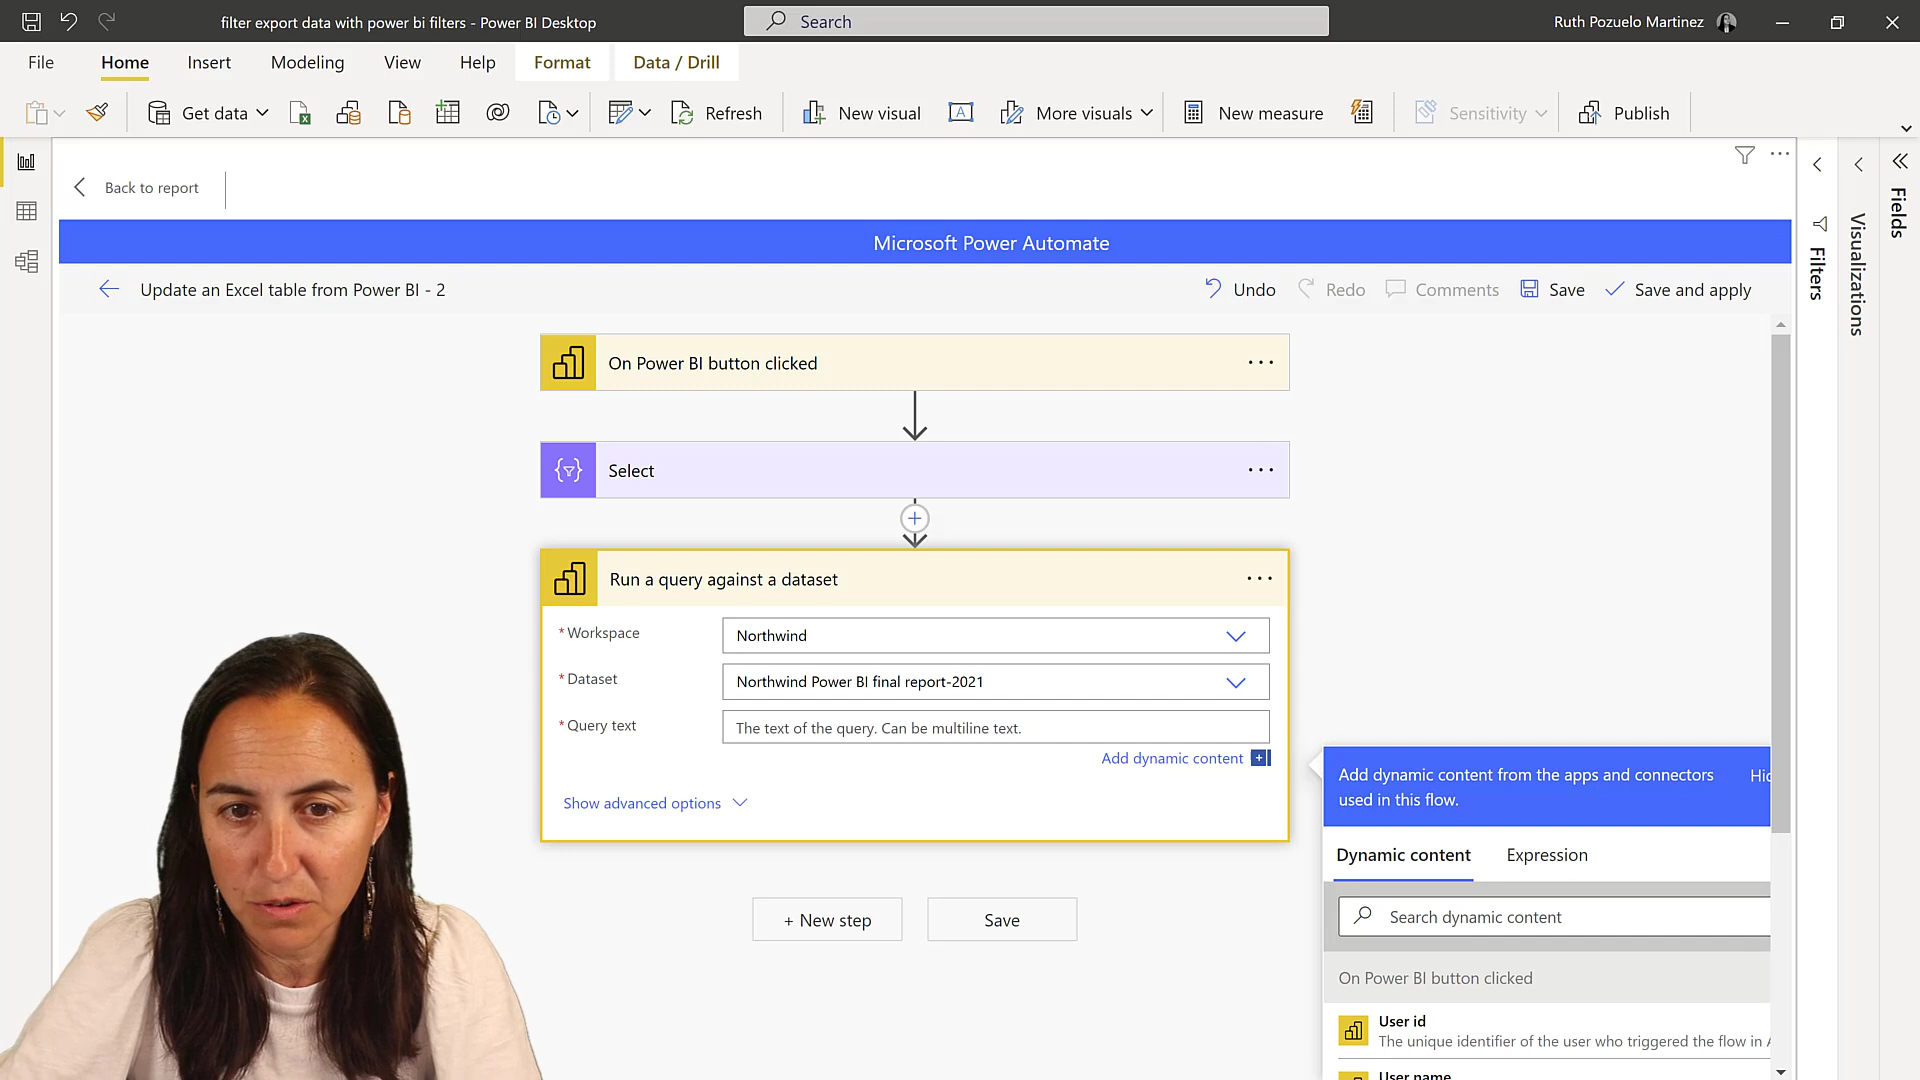 filter export data with power bi filters - Power BI Desktop
Search
Ruth Pozuelo Martinez
File
Home
Insert
Modeling
View
Help
Format
Data / Drill
Get data
Refresh
New visual
More visuals
New measure
Sensitivity
Publish
Back to report
Microsoft Power Automate
Update an Excel table from Power BI - 2
Undo
Redo
Comments
Save
Save and apply
On Power BI button clicked
Select
Run a query against a dataset
* Workspace
Northwind
* Dataset
Northwind Power BI final report-2021
* Query text
The text of the query. Can be multiline text.
Add dynamic content
Show advanced options
+ New step
Save
Add dynamic content from the apps and connectors
used in this flow.
Hid
Dynamic content
Expression
Search dynamic content
On Power BI button clicked
User id
The unique identifier of the user who triggered the flow in A
User name
Filters
Visualizations
Fields